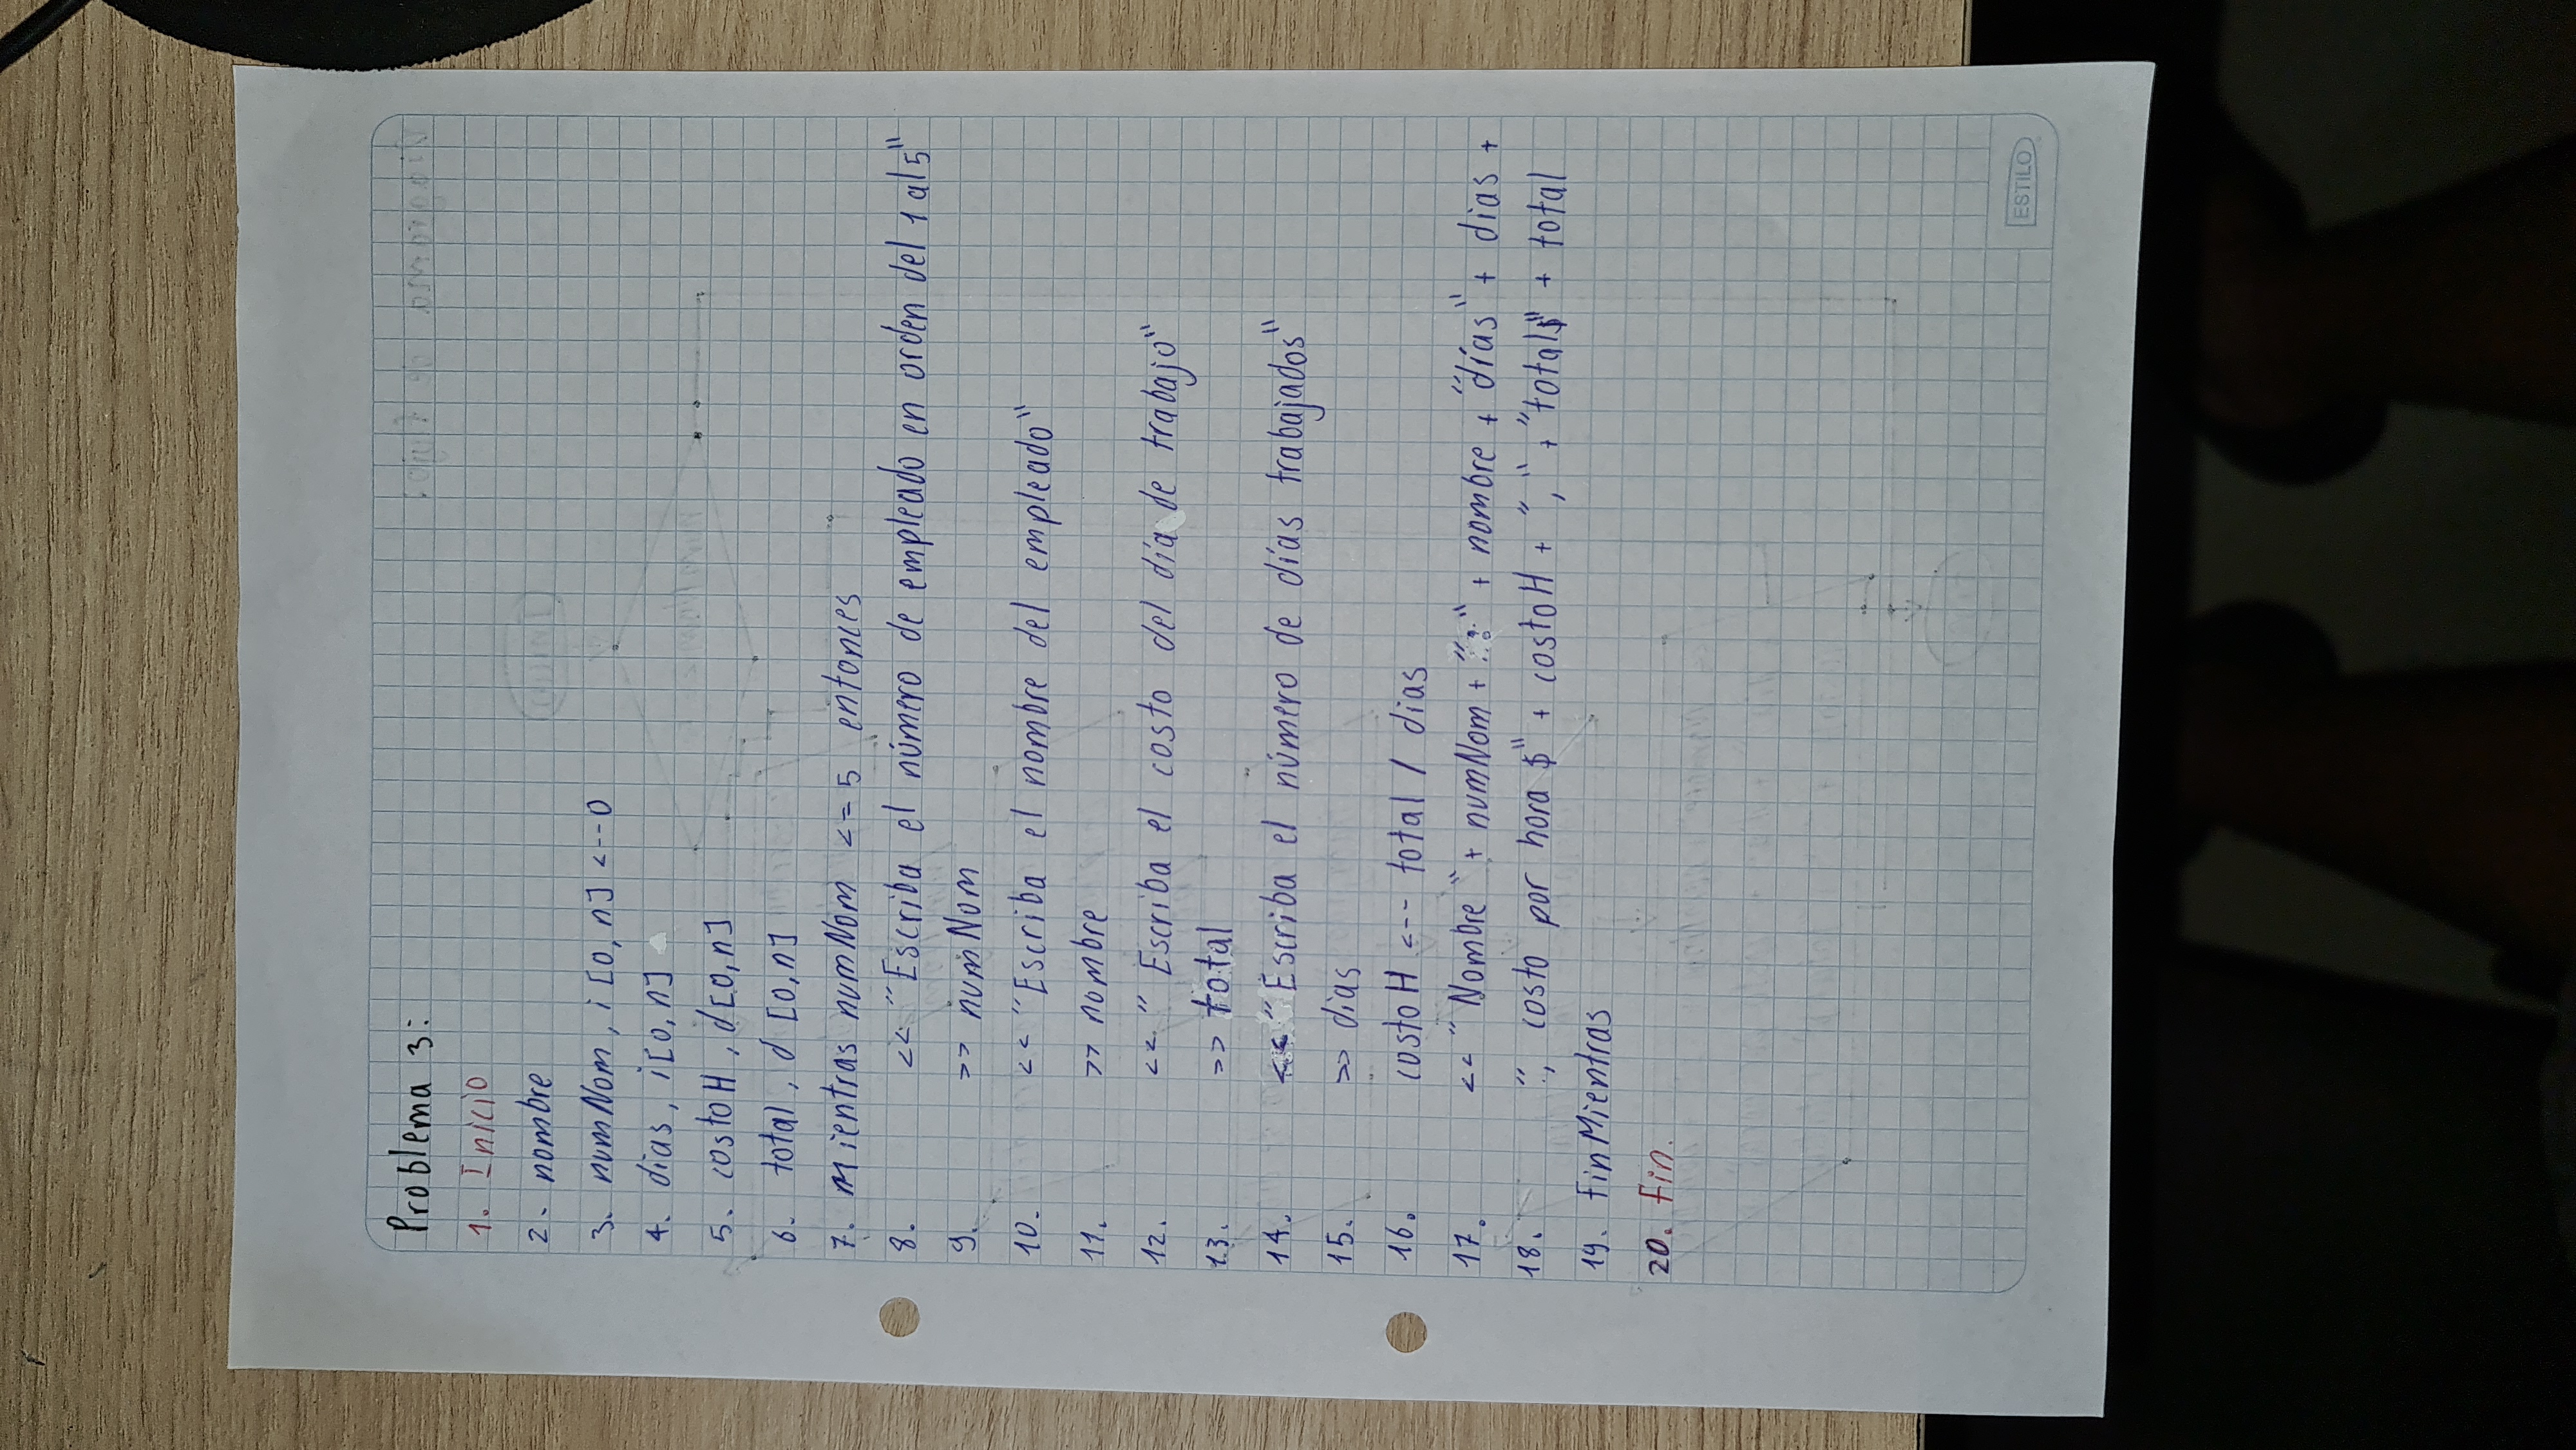 Problema 3:
1. Inicio
2. nombre
3. numNom, i [0, n] <--0
4. dias, i[0, n]
5. costoH, d[0, n]
6. total, d [0, n]
7. Mientras numNom <= 5 entonces
8. << "Escriba el número de empleado en orden del 1 al 5"
9. >> numNom
10. << "Escriba el nombre del empleado"
11. >> nombre
12. << "Escriba el costo del día de trabajo"
13. >> total
14. << "Escriba el número de días trabajados"
15. >> dias
16. costoH <-- total / dias
17. << "Nombre" + numNom + ":" + nombre + "días" + dias +
18. ", costo por hora $" + costoH + "," + "total$" + total
19. finMientras
20. fin.
ESTILO